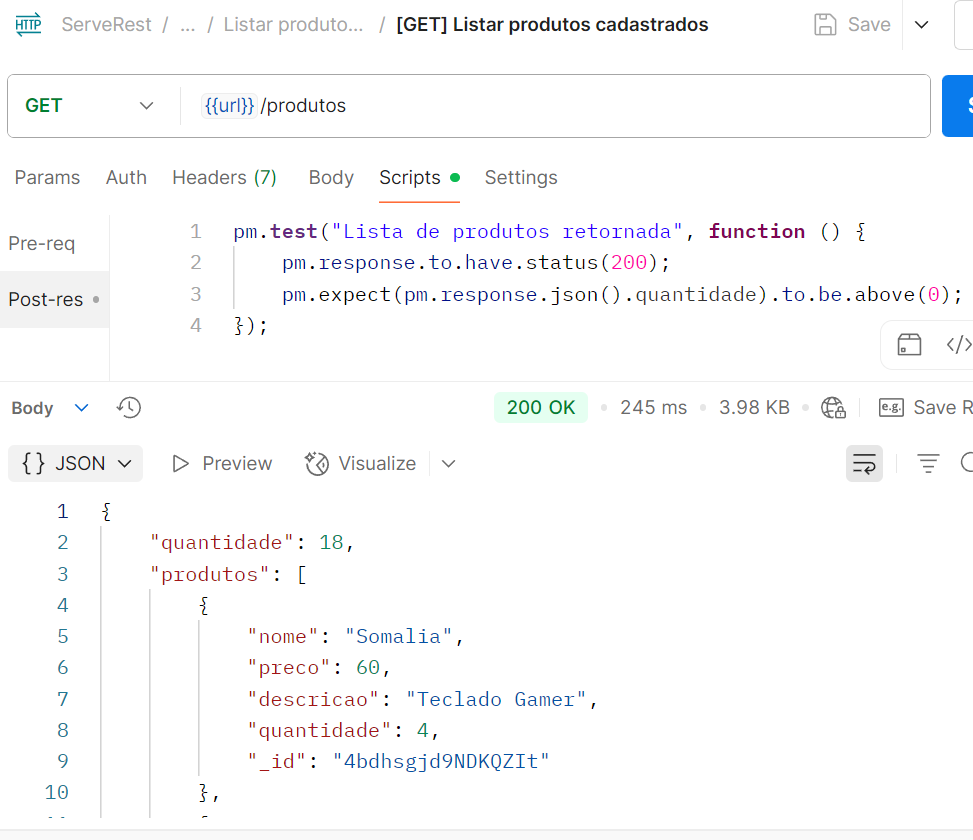 HTTP ServeRest / ... / Listar produto... / [GET] Listar produtos cadastrados Save
GET {{url}} /produtos
Params Auth Headers (7) Body Scripts Settings
Pre-req
Post-res
1 pm.test("Lista de produtos retornada", function () {
2 pm.response.to.have.status(200);
3 pm.expect(pm.response.json().quantidade).to.be.above(0);
4 });
</>
Body 200 OK 245 ms 3.98 KB e.g. Save R
{} JSON Preview Visualize
1 {
2 "quantidade": 18,
3 "produtos": [
4 {
5 "nome": "Somalia",
6 "preco": 60,
7 "descricao": "Teclado Gamer",
8 "quantidade": 4,
9 "_id": "4bdhsgjd9NDKQZIt"
10 },